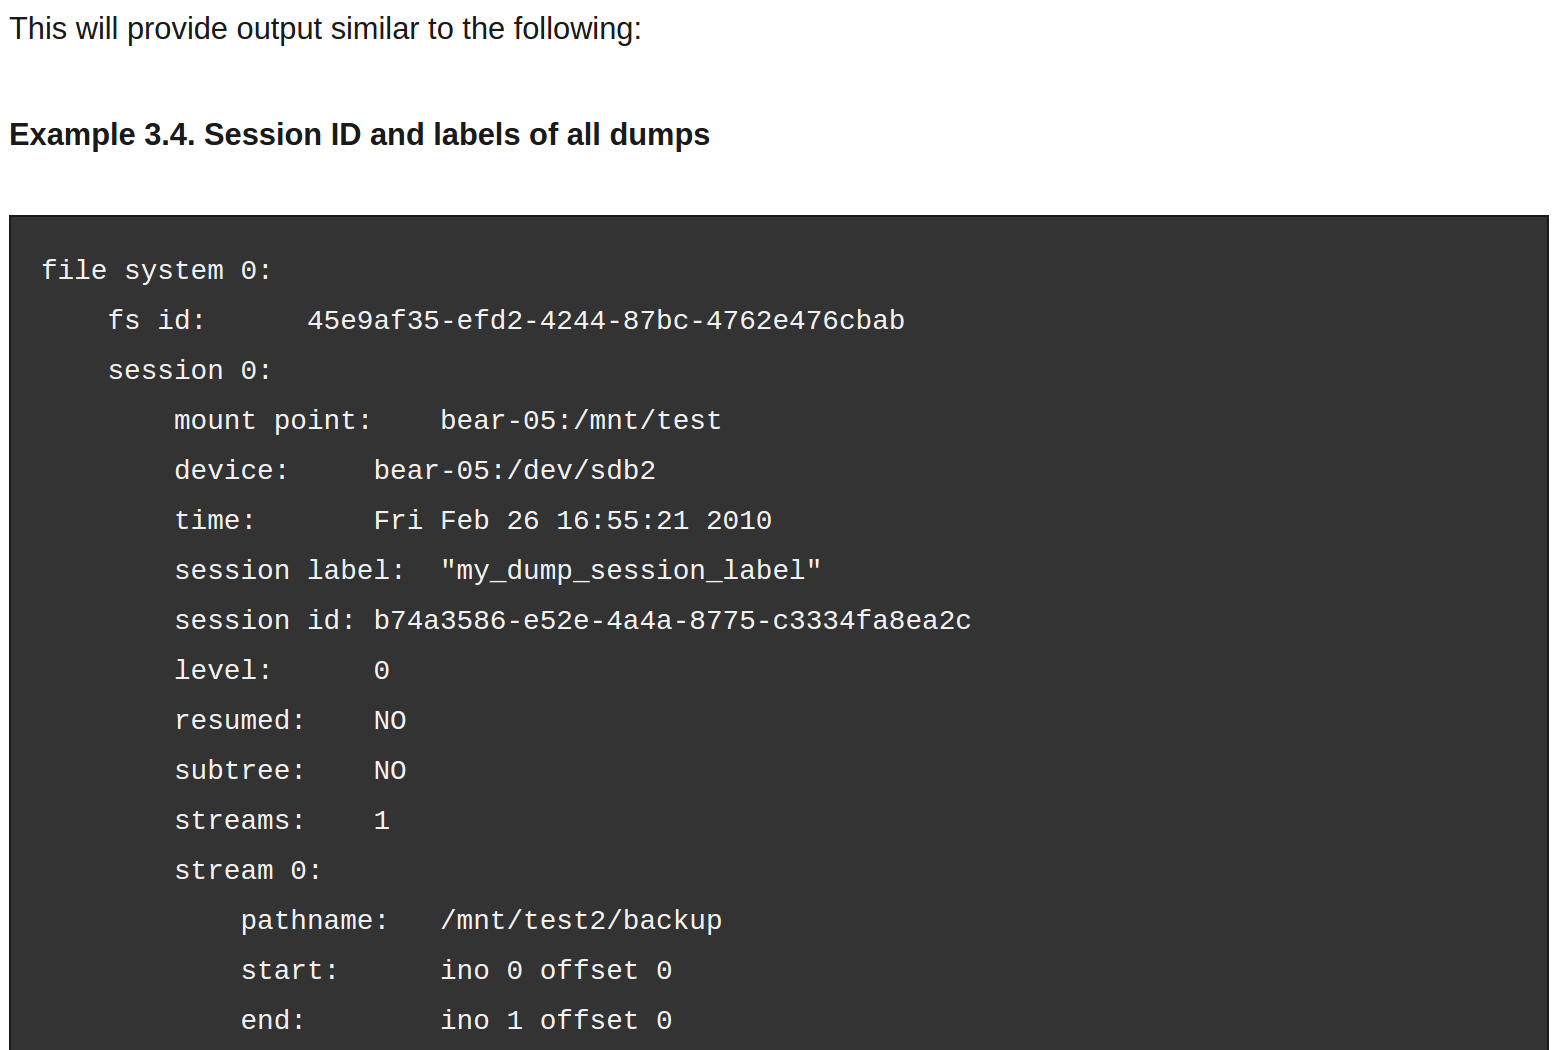 This will provide output similar to the following:
Example 3.4. Session ID and labels of all dumps
file system 0:
    fs id:      45e9af35-efd2-4244-87bc-4762e476cbab
    session 0:
        mount point:    bear-05:/mnt/test
        device:     bear-05:/dev/sdb2
        time:       Fri Feb 26 16:55:21 2010
        session label:  "my_dump_session_label"
        session id: b74a3586-e52e-4a4a-8775-c3334fa8ea2c
        level:      0
        resumed:    NO
        subtree:    NO
        streams:    1
        stream 0:
            pathname:   /mnt/test2/backup
            start:      ino 0 offset 0
            end:        ino 1 offset 0